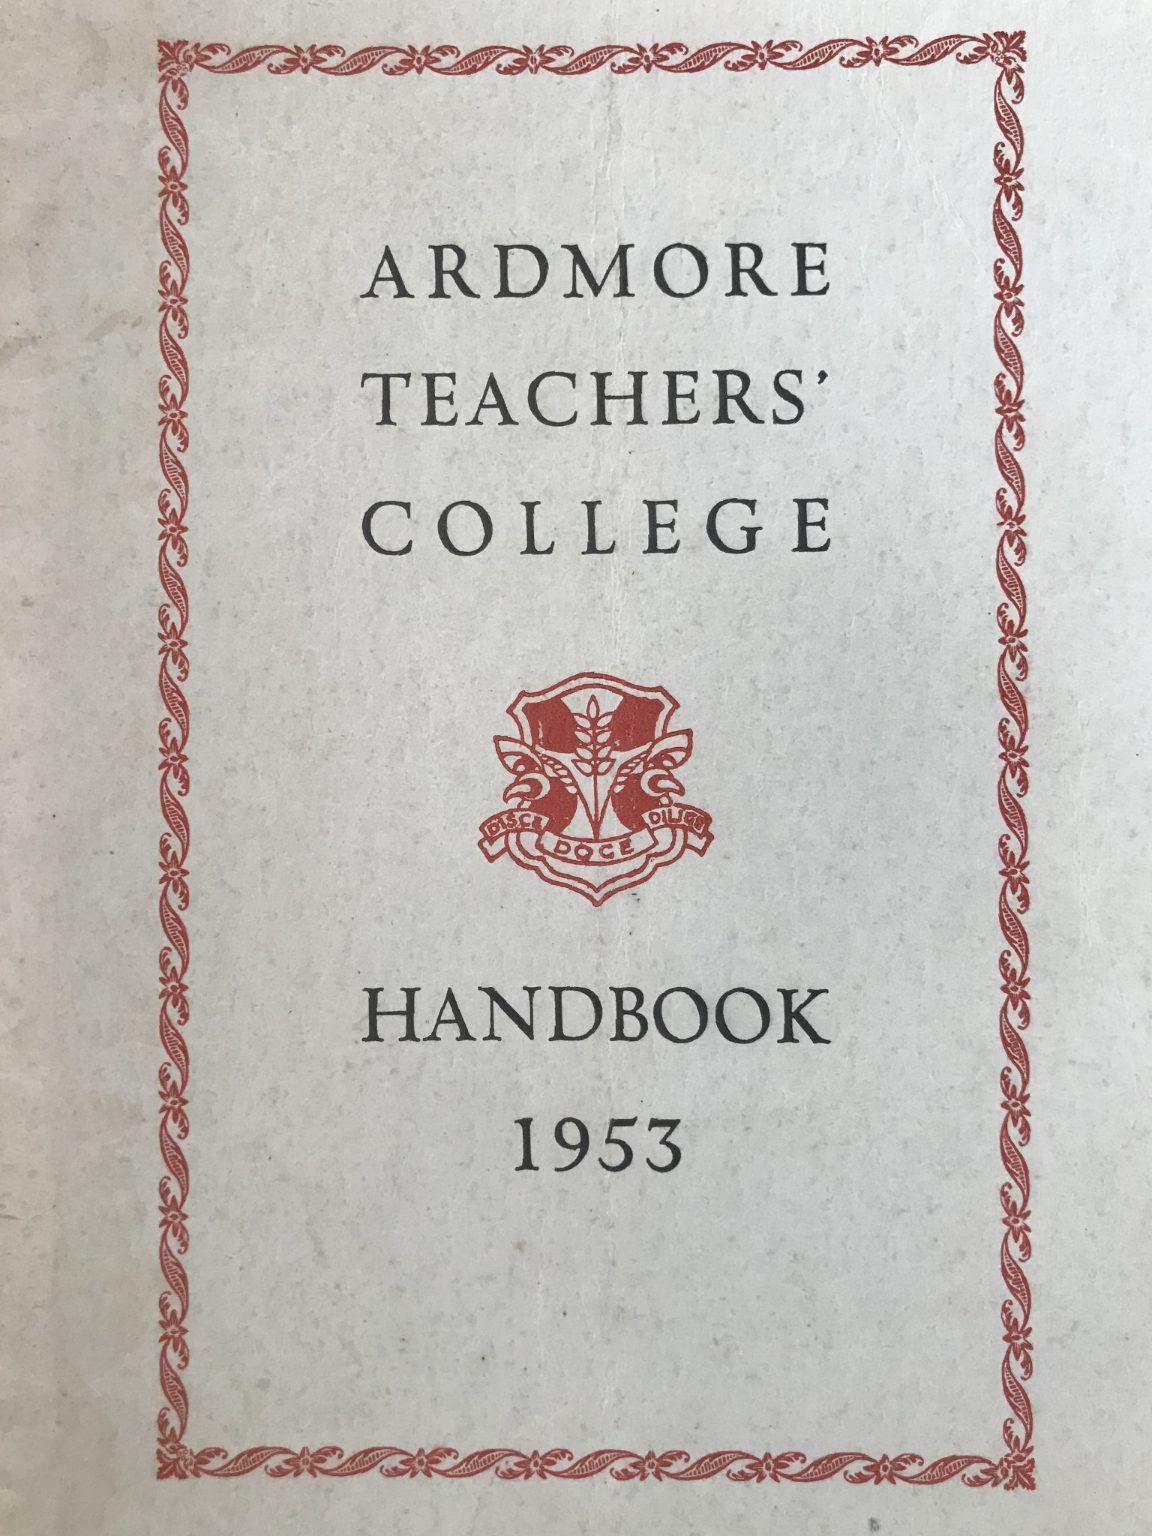 ARDMORE
TEACHERS'
COLLEGE
DISCE DOCE DILIGE
HANDBOOK
1953